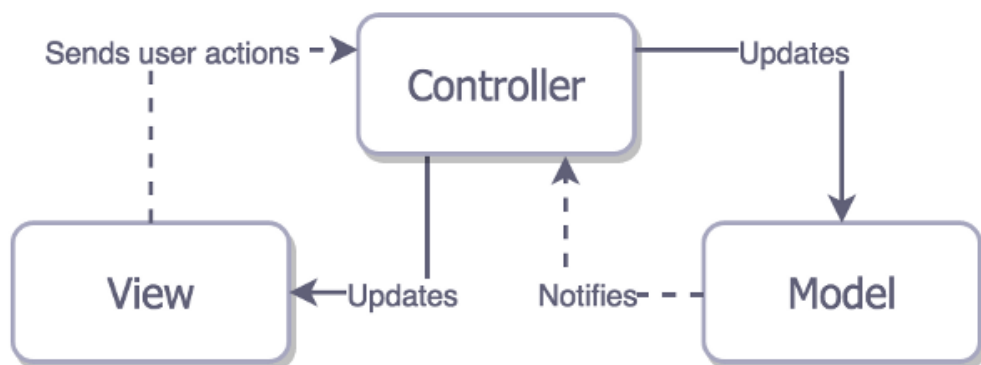 Sends user actions
Updates
Controller
View
Updates
Notifies
Model